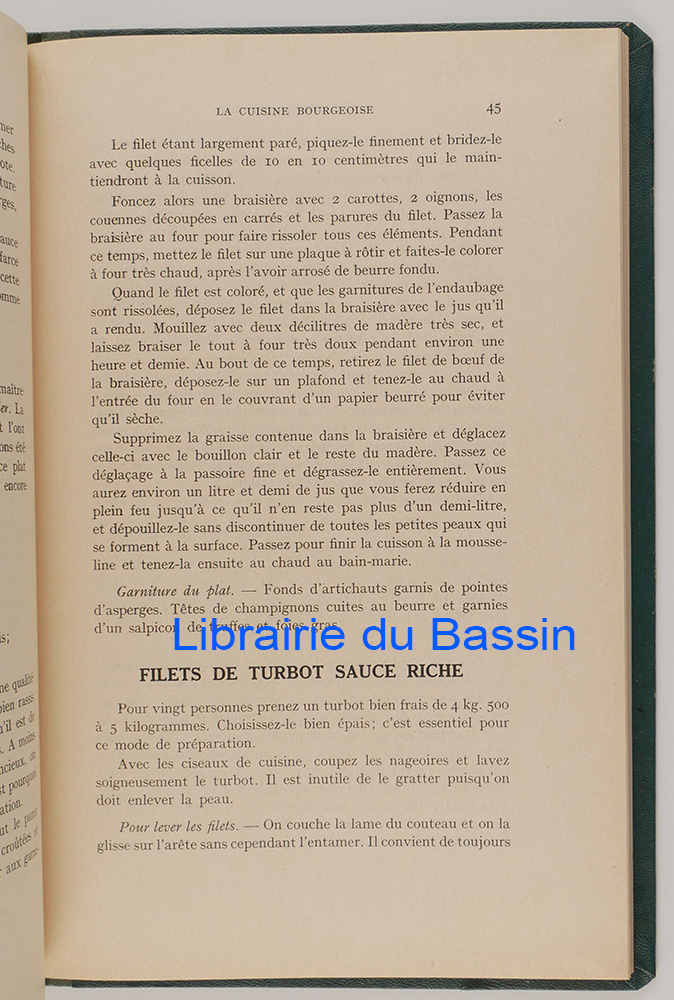 LA CUISINE BOURGEOISE 45
Le filet étant largement paré, piquez-le finement et bridez-le
avec quelques ficelles de 10 en 10 centimètres qui le main-
tiendront à la cuisson.
Foncez alors une braisière avec 2 carottes, 2 oignons, les
couennes découpées en carrés et les parures du filet. Passez la
braisière au four pour faire rissoler tous ces éléments. Pendant
ce temps, mettez le filet sur une plaque à rôtir et faites-le colorer
à four très chaud, après l'avoir arrosé de beurre fondu.
Quand le filet est coloré, et que les garnitures de l'endaubage
sont rissolées, déposez le filet dans la braisière avec le jus qu'il
a rendu. Mouillez avec deux décilitres de madère très sec, et
laissez braiser le tout à four très doux pendant environ une
heure et demie. Au bout de ce temps, retirez le filet de bœuf de
la braisière, déposez-le sur un plafond et tenez-le au chaud à
l'entrée du four en le couvrant d'un papier beurré pour éviter
qu'il sèche.
Supprimez la graisse contenue dans la braisière et déglacez
celle-ci avec le bouillon clair et le reste du madère. Passez ce
déglaçage à la passoire fine et dégrassez-le entièrement. Vous
aurez environ un litre et demi de jus que vous ferez réduire en
plein feu jusqu'à ce qu'il n'en reste pas plus d'un demi-litre,
et dépouillez-le sans discontinuer de toutes les petites peaux qui
se forment à la surface. Passez pour finir la cuisson à la mousse-
line et tenez-la ensuite au chaud au bain-marie.
Garniture du plat. — Fonds d'artichauts garnis de pointes
d'asperges. Têtes de champignons cuites au beurre et garnies
d'un salpicon de truffes et foies gras.
Librairie du Bassin
FILETS DE TURBOT SAUCE RICHE
Pour vingt personnes prenez un turbot bien frais de 4 kg. 500
à 5 kilogrammes. Choisissez-le bien épais; c'est essentiel pour
ce mode de préparation.
Avec les ciseaux de cuisine, coupez les nageoires et lavez
soigneusement le turbot. Il est inutile de le gratter puisqu'on
doit enlever la peau.
Pour lever les filets. — On couche la lame du couteau et on la
glisse sur l'arête sans cependant l'entamer. Il convient de toujours